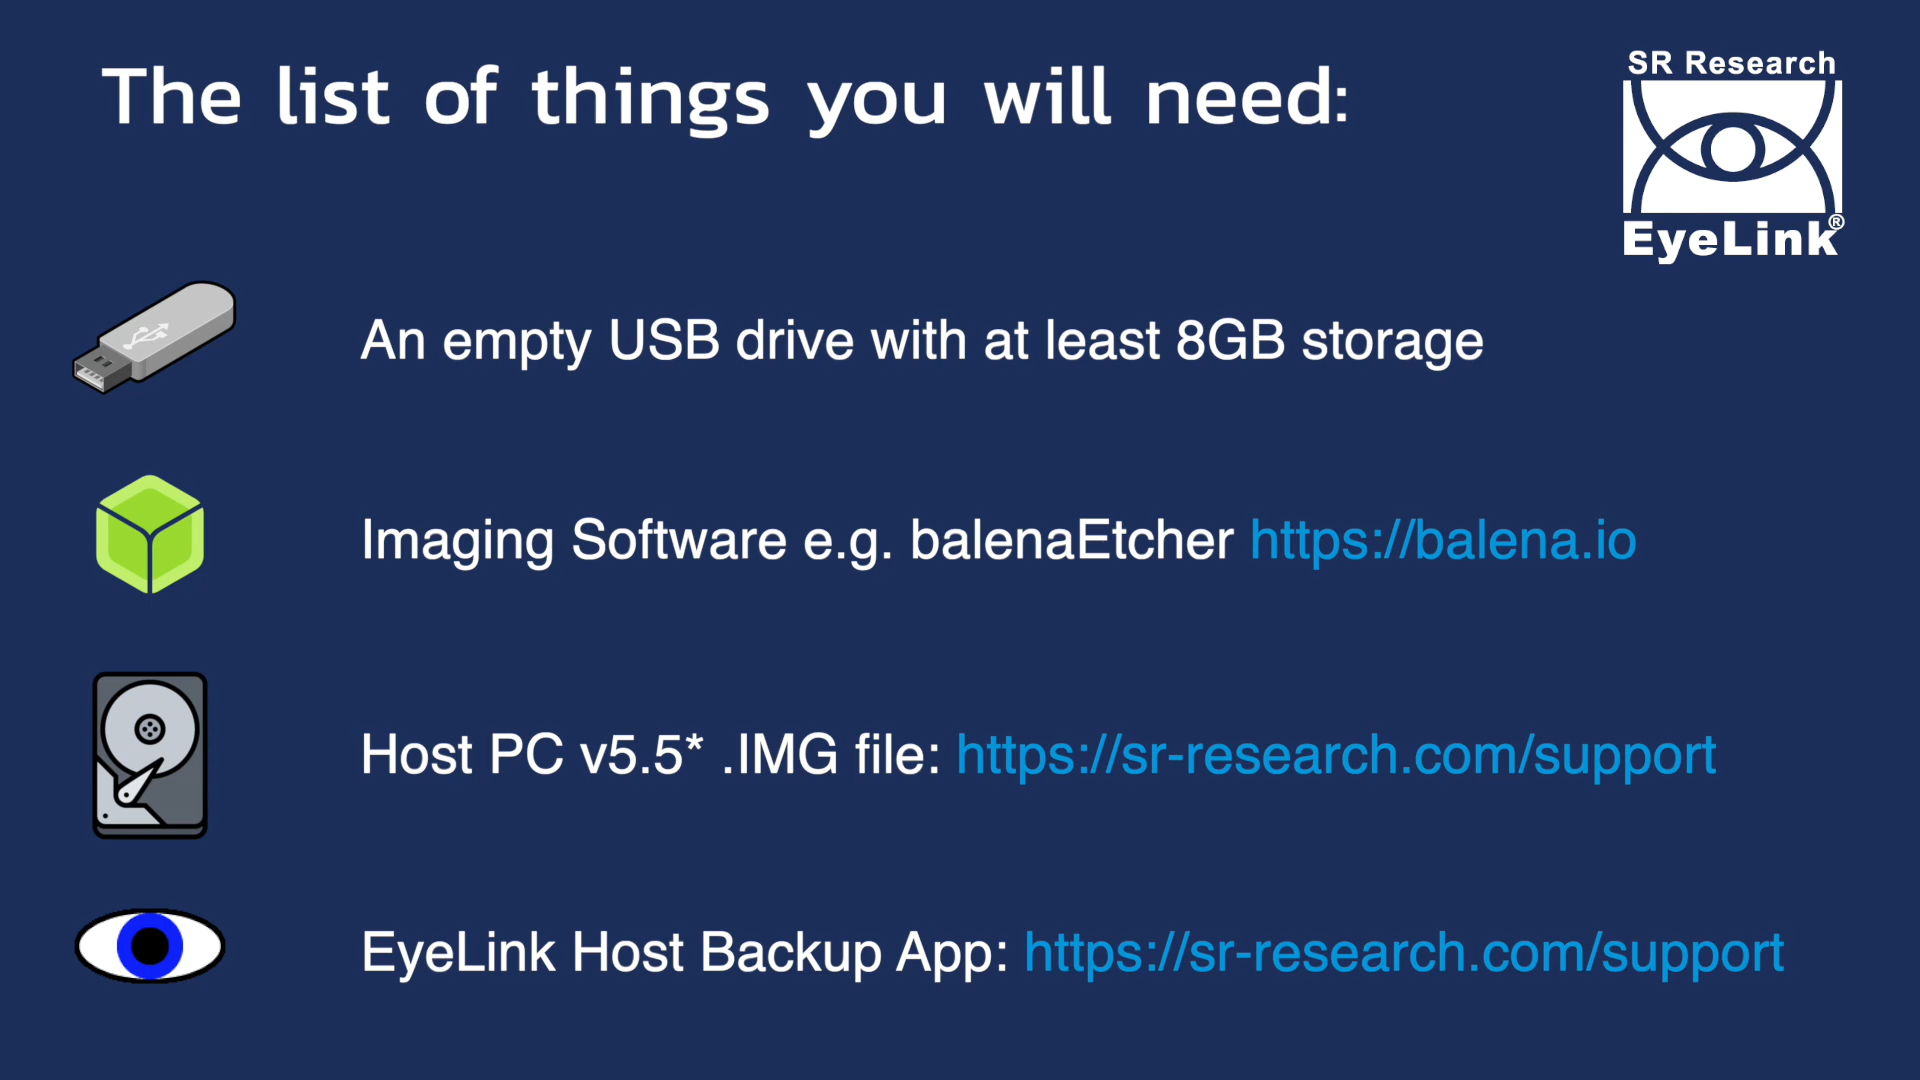 The list of things you will need:
SR Research
EyeLink®
An empty USB drive with at least 8GB storage
Imaging Software e.g. balenaEtcher https://balena.io
Host PC v5.5* .IMG file: https://sr-research.com/support
EyeLink Host Backup App: https://sr-research.com/support